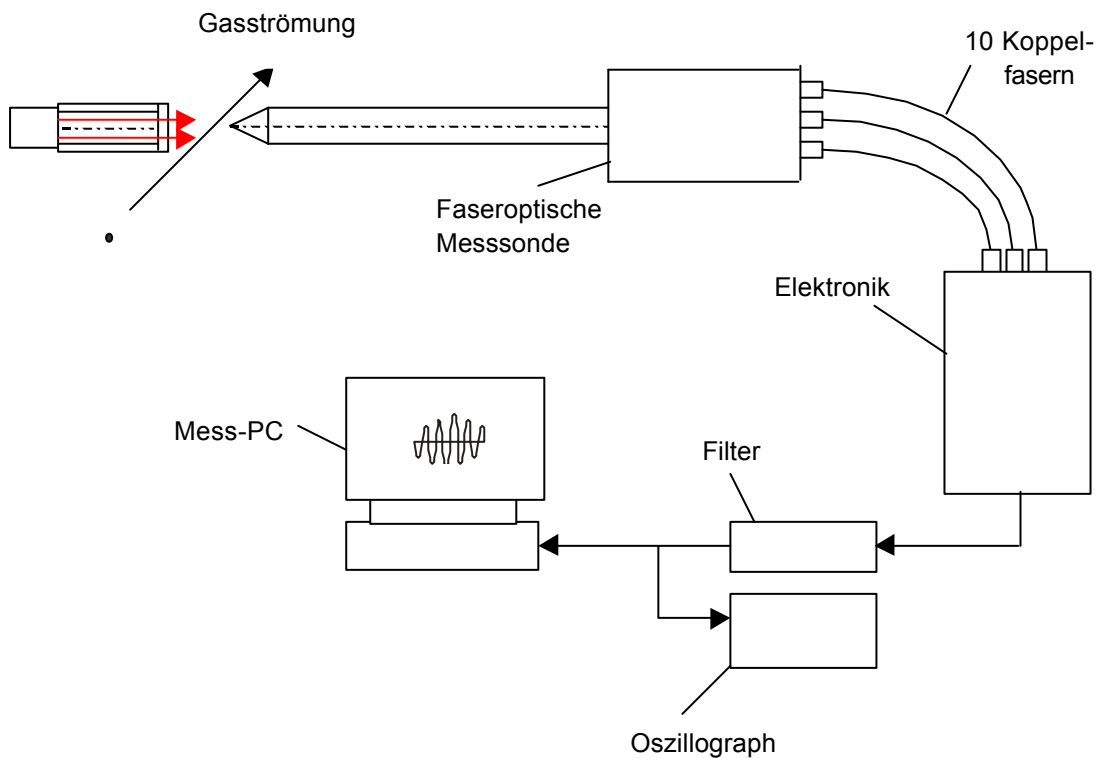 Gasströmung
10 Koppel-
fasern
Faseroptische
Messsonde
Elektronik
Mess-PC
Filter
Oszillograph